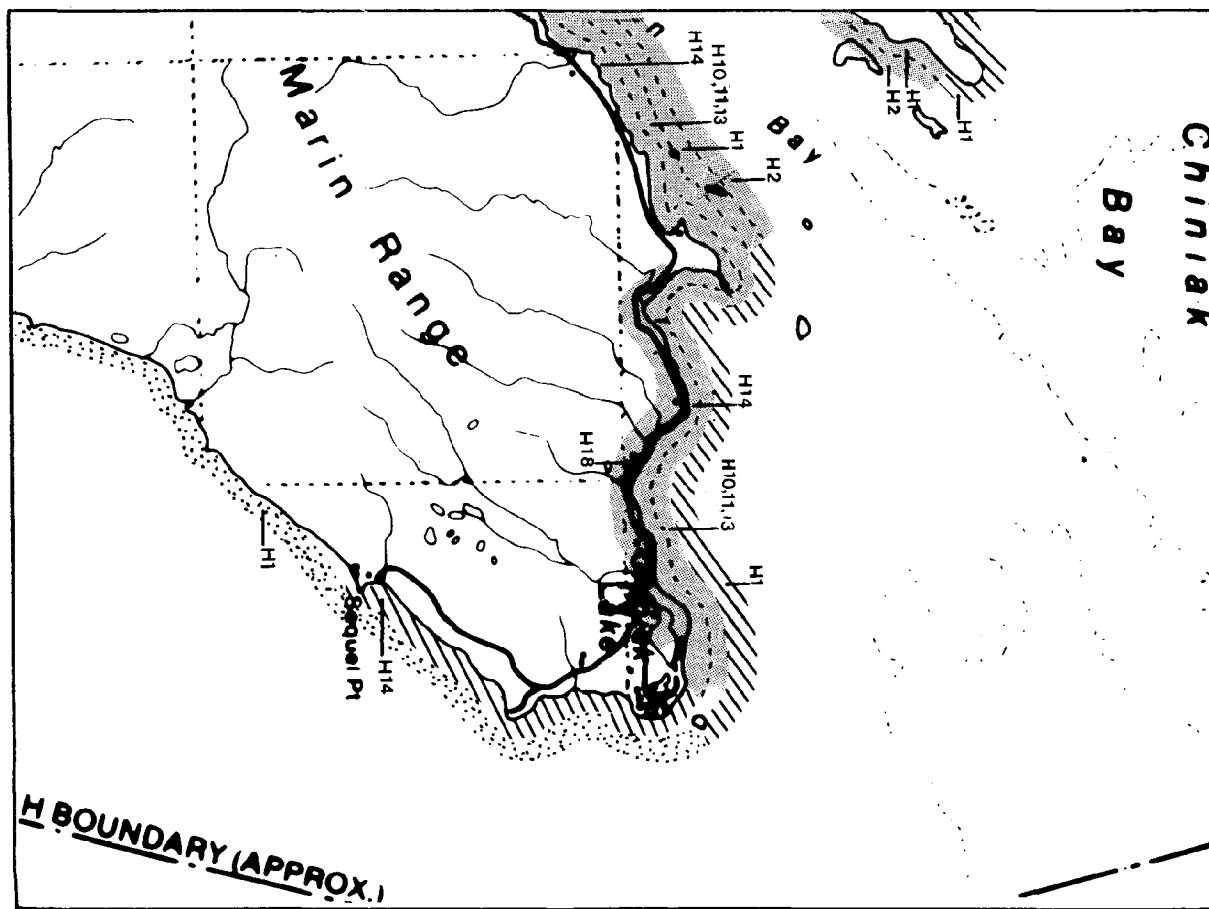 Chiniak
Bay
H1
H1
H2
Bay
H14
H10,11,13
H1
H2
Marin Range
H14
H18
H10,11,13
H1
H1
Lake
H14
Sequel Pt
H BOUNDARY (APPROX.)